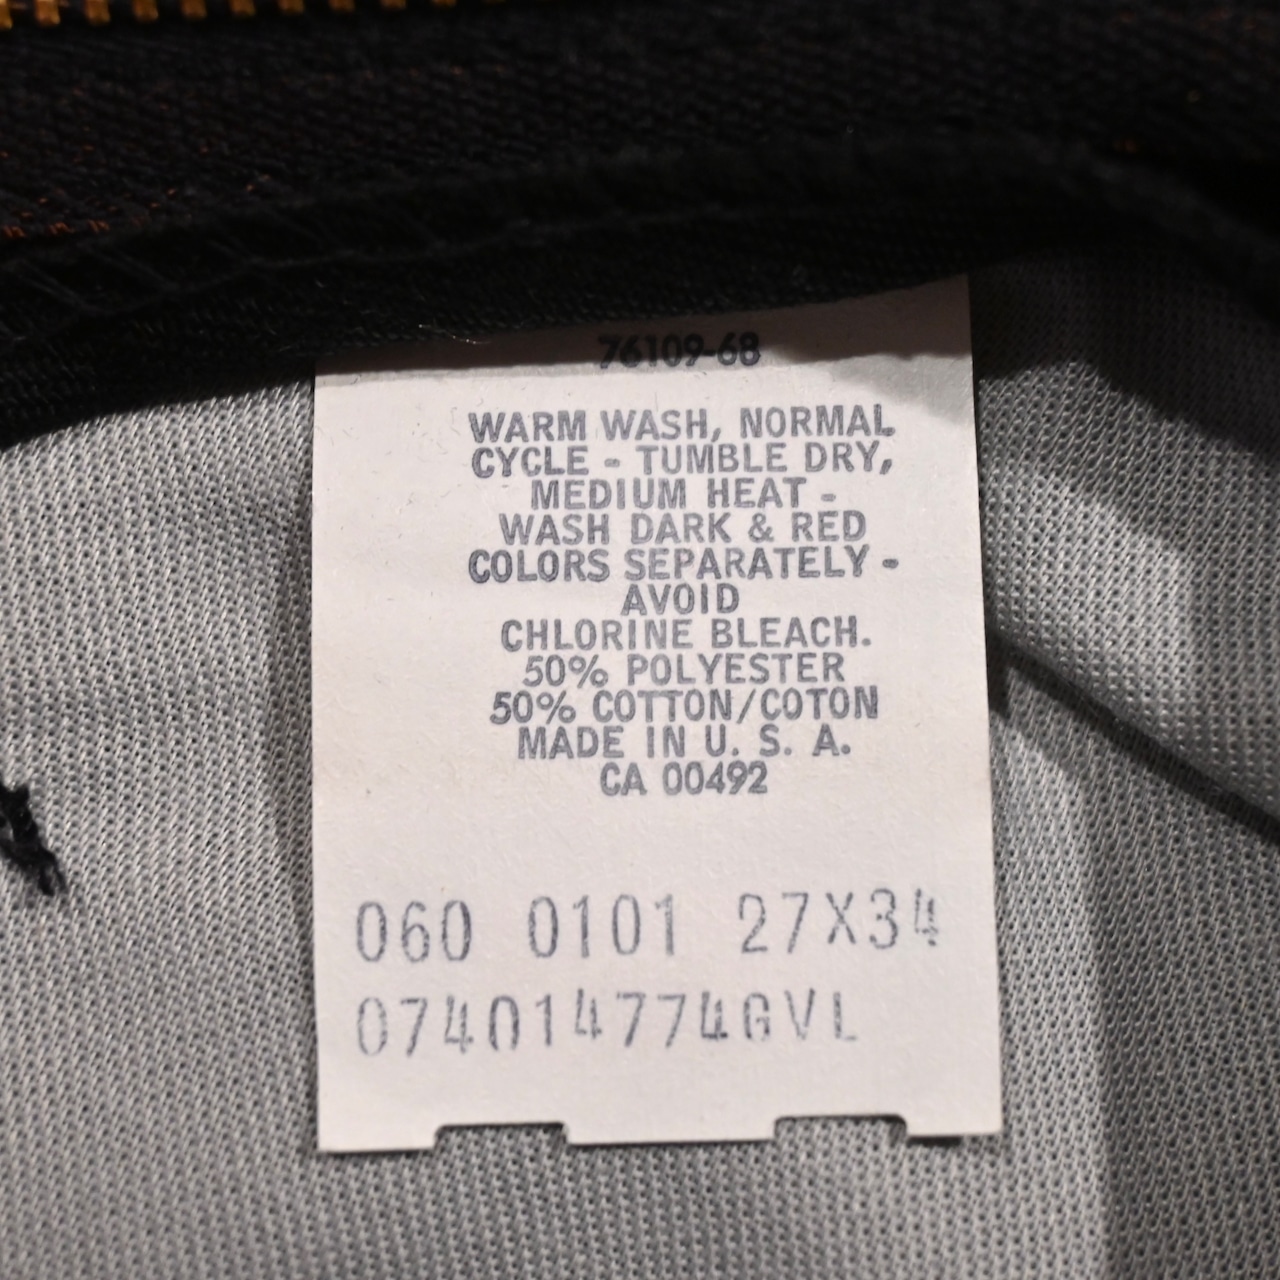 76109-68
WARM WASH, NORMAL
CYCLE - TUMBLE DRY,
MEDIUM HEAT -
WASH DARK & RED
COLORS SEPARATELY -
AVOID
CHLORINE BLEACH.
50% POLYESTER
50% COTTON/COTON
MADE IN U. S. A.
CA 00492
060 0101 27X34
074014774GVL